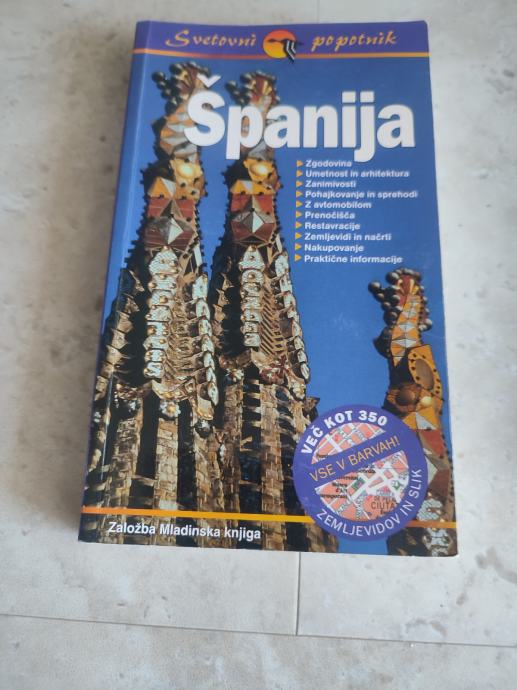 Svetovni popotnik
Španija
Zgodovina
Umetnost in arhitektura
Zanimivosti
Pohajkovanje in sprehodi
Z avtomobilom
Prenočišča
Restavracije
Zemljevidi in načrti
Nakupovanje
Praktične informacije
VEČ KOT 350
VSE V BARVAH!
ZEMLJEVIDOV IN SLIK
Založba Mladinska knjiga